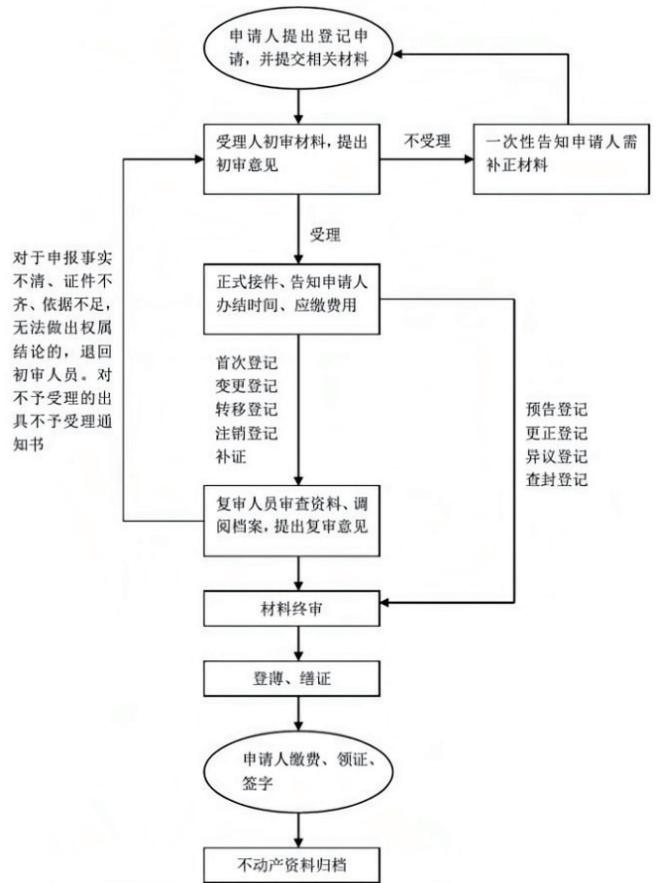 申请人提出登记申
请，并提交相关材料
受理人初审材料，提出
初审意见
不受理
一次性告知申请人需
补正材料
受理
对于申报事实
不清、证件不
齐、依据不足，
无法做出权属
结论的，退回
初审人员。对
不予受理的出
具不予受理通
知书
正式接件、告知申请人
办结时间、应缴费用
首次登记
变更登记
转移登记
注销登记
补证
预告登记
更正登记
异议登记
查封登记
复审人员审查资料、调
阅档案，提出复审意见
材料终审
登薄、缮证
申请人缴费、领证、
签字
不动产资料归档